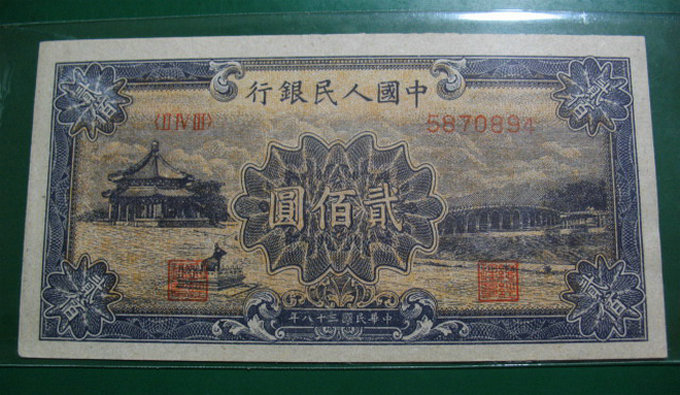 中國人民銀行
〈II IV III〉
5870894
貳佰圓
中華民國三十八年